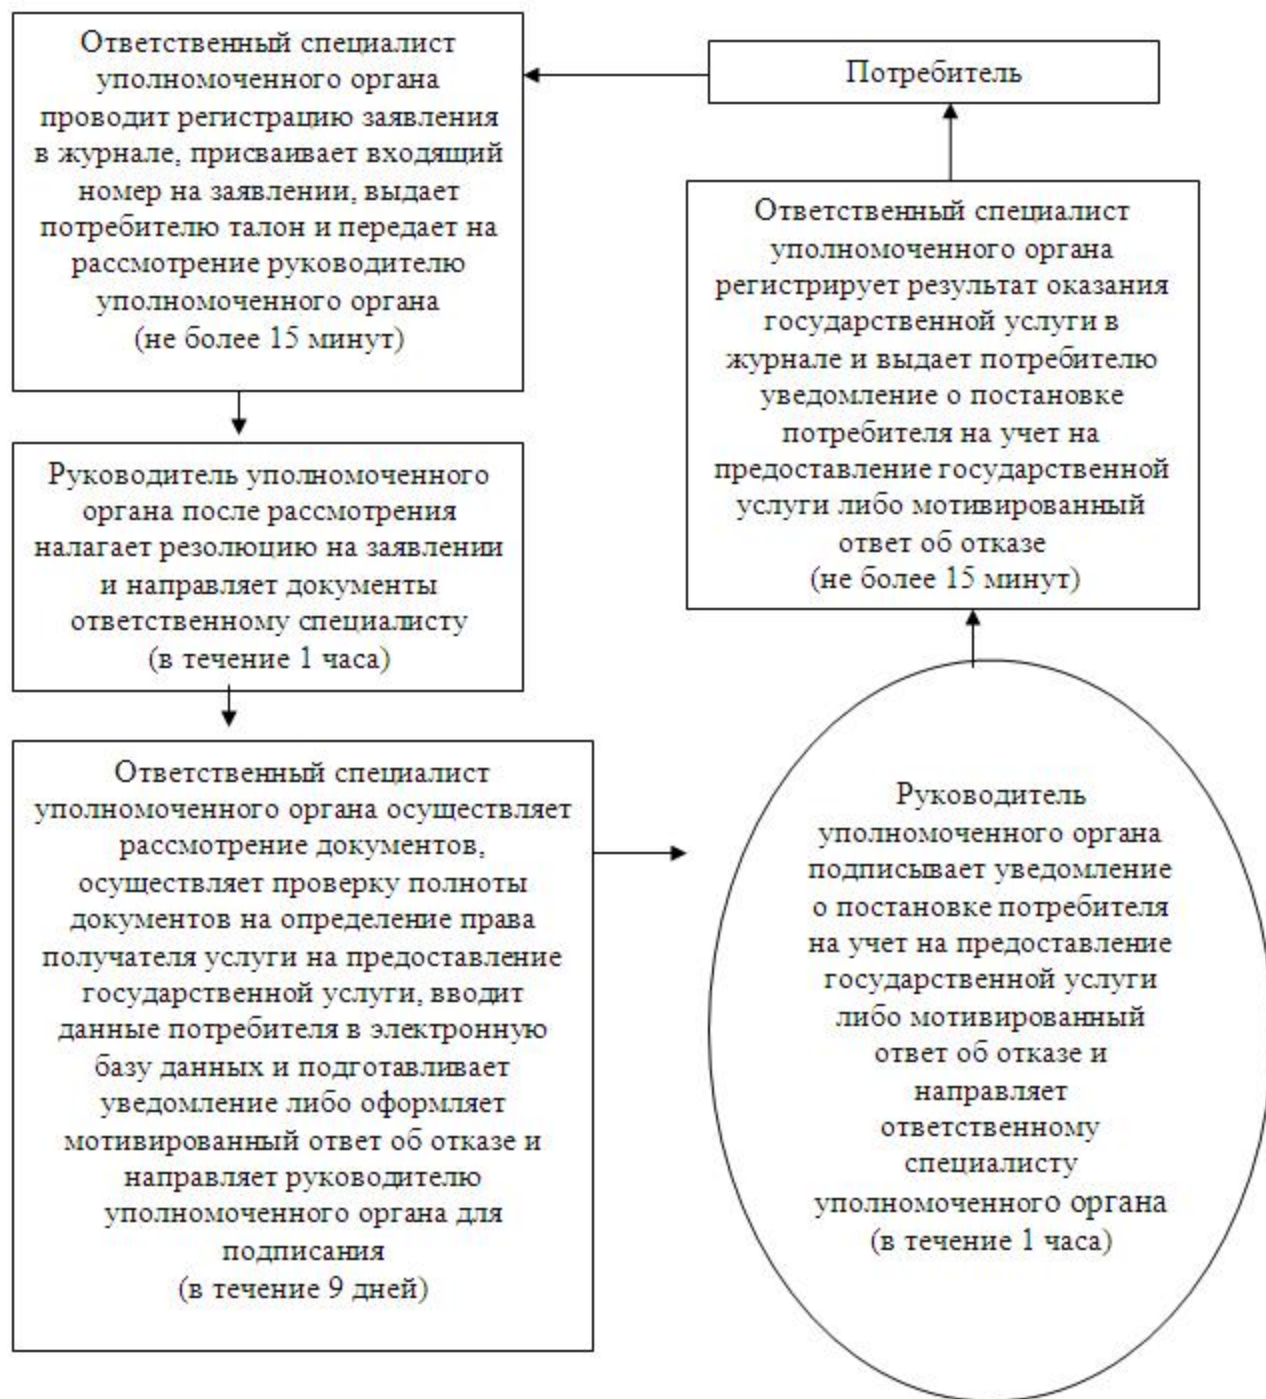 Потребитель
Ответственный специалист
уполномоченного органа
проводит регистрацию заявления
в журнале, присваивает входящий
номер на заявлении, выдает
потребителю талон и передает на
рассмотрение руководителю
уполномоченного органа
(не более 15 минут)
Руководитель уполномоченного
органа после рассмотрения
налагает резолюцию на заявлении
и направляет документы
ответственному специалисту
(в течение 1 часа)
Ответственный специалист
уполномоченного органа осуществляет
рассмотрение документов,
осуществляет проверку полноты
документов на определение права
получателя услуги на предоставление
государственной услуги, вводит
данные потребителя в электронную
базу данных и подготавливает
уведомление либо оформляет
мотивированный ответ об отказе и
направляет руководителю
уполномоченного органа для
подписания
(в течение 9 дней)
Руководитель
уполномоченного органа
подписывает уведомление
о постановке потребителя
на учет на предоставление
государственной услуги
либо мотивированный
ответ об отказе и
направляет
ответственному
специалисту
уполномоченного органа
(в течение 1 часа)
Ответственный специалист
уполномоченного органа
регистрирует результат оказания
государственной услуги в
журнале и выдает потребителю
уведомление о постановке
потребителя на учет на
предоставление государственной
услуги либо мотивированный
ответ об отказе
(не более 15 минут)